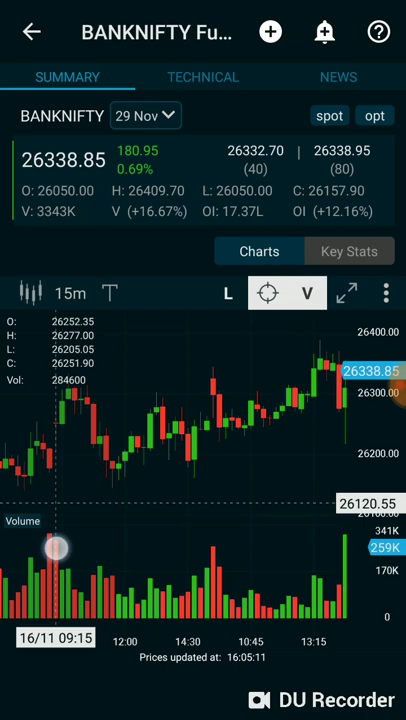 BANKNIFTY Fu...
SUMMARY TECHNICAL NEWS
BANKNIFTY 29 Nov spot opt
26338.85 180.95 0.69% 26332.70 (40) | 26338.95 (80)
O: 26050.00 H: 26409.70 L: 26050.00 C: 26157.90
V: 3343K V (+16.67%) OI: 17.37L OI (+12.16%)
Charts Key Stats
15m T L V
O: 26252.35
H: 26277.00
L: 26205.05
C: 26251.90
Vol: 284600
26400.00
26338.85
26300.00
26200.00
26120.55
26100.00
Volume
341K
259K
170K
0
16/11 09:15 12:00 14:30 10:45 13:15
Prices updated at: 16:05:11
DU Recorder